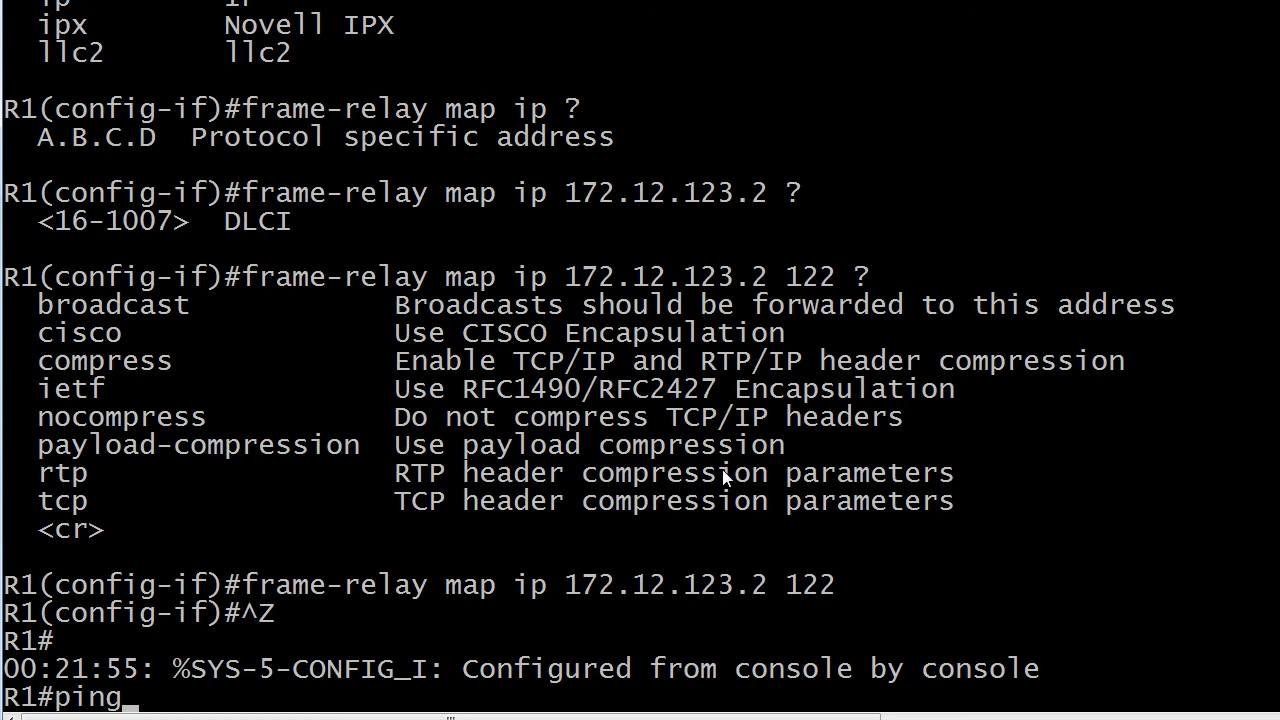 ipx        Novell IPX
llc2       llc2
R1(config-if)#frame-relay map ip ?
A.B.C.D  Protocol specific address
R1(config-if)#frame-relay map ip 172.12.123.2 ?
<16-1007>  DLCI
R1(config-if)#frame-relay map ip 172.12.123.2 122 ?
broadcast            Broadcasts should be forwarded to this address
cisco                Use CISCO Encapsulation
compress             Enable TCP/IP and RTP/IP header compression
ietf                 Use RFC1490/RFC2427 Encapsulation
nocompress           Do not compress TCP/IP headers
payload-compression  Use payload compression
rtp                  RTP header compression parameters
tcp                  TCP header compression parameters
<cr>
R1(config-if)#frame-relay map ip 172.12.123.2 122
R1(config-if)#^Z
R1#
00:21:55: %SYS-5-CONFIG_I: Configured from console by console
R1#ping